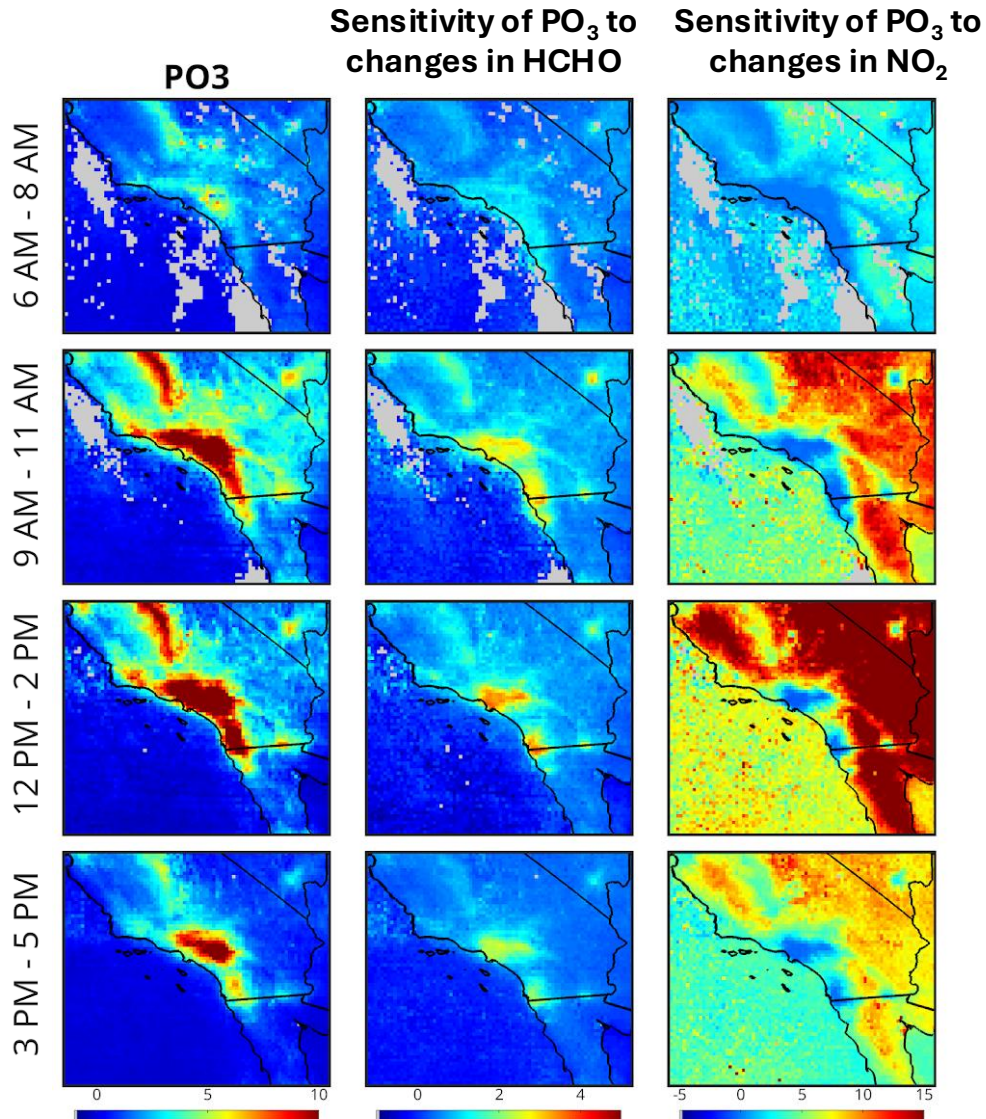 PO3
Sensitivity of PO₃ to
changes in HCHO
Sensitivity of PO₃ to
changes in NO₂
6 AM - 8 AM
9 AM - 11 AM
12 PM - 2 PM
3 PM - 5 PM
0 5 10
0 2 4
-5 0 5 10 15